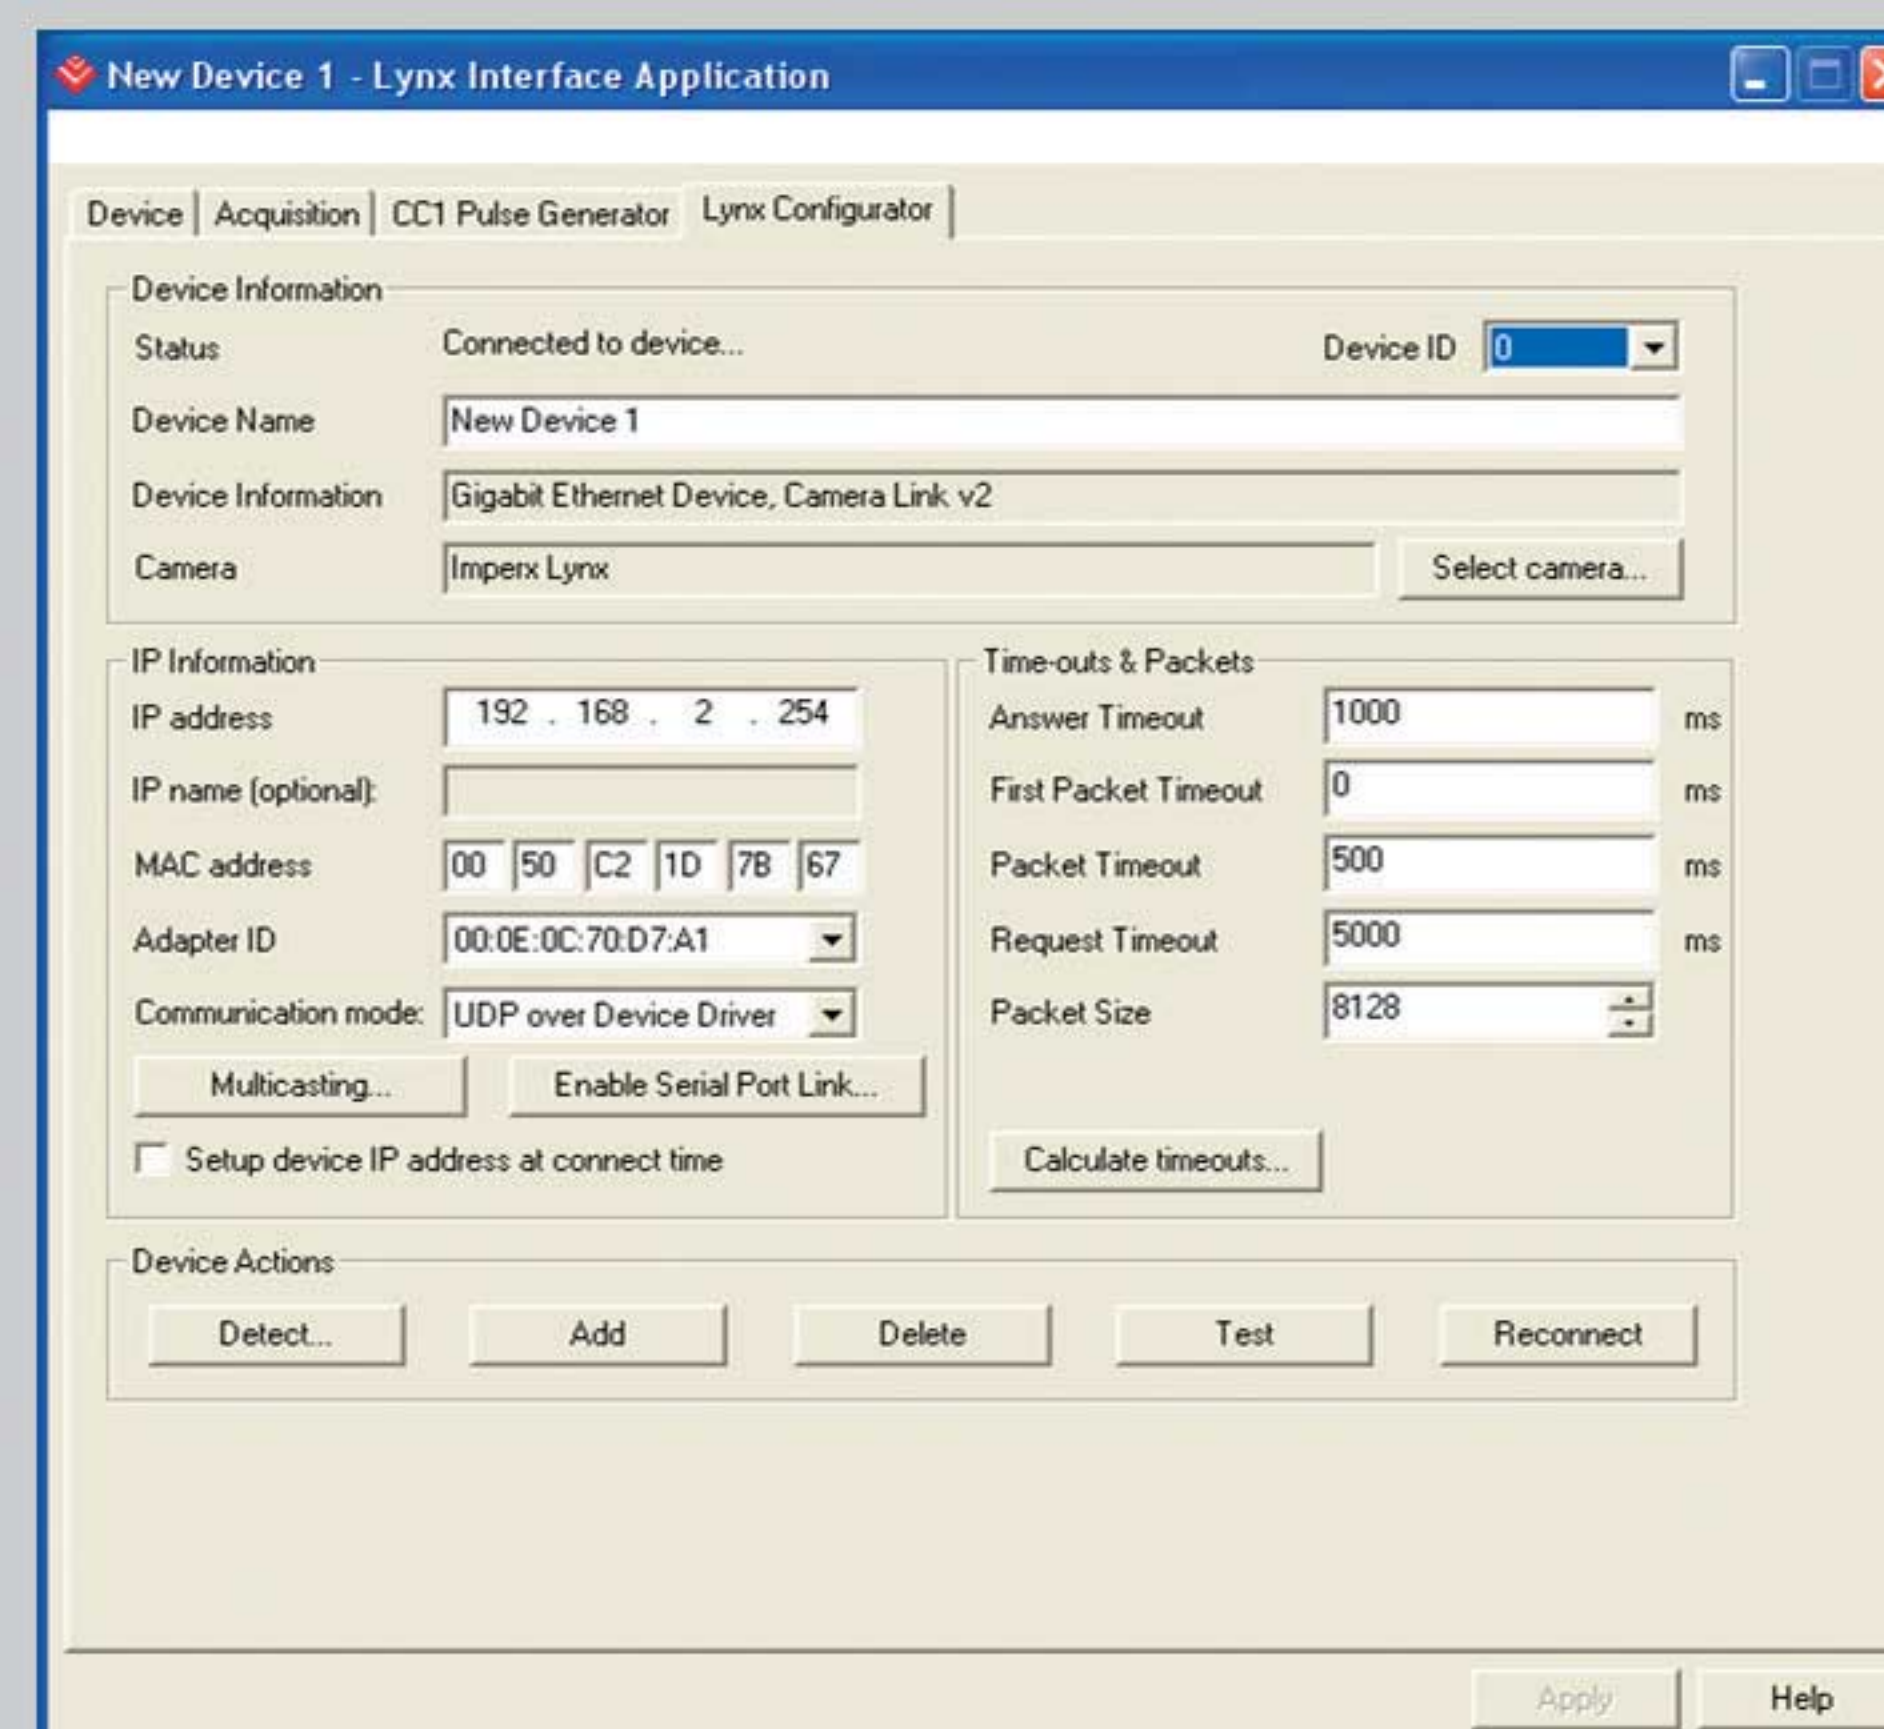 New Device 1 - Lynx Interface Application
Device Acquisition CC1 Pulse Generator Lynx Configurator
Device Information
Status Connected to device... Device ID 0
Device Name New Device 1
Device Information Gigabit Ethernet Device, Camera Link v2
Camera Imperx Lynx Select camera...
IP Information
IP address 192 . 168 . 2 . 254
IP name (optional):
MAC address 00 50 C2 1D 7B 67
Adapter ID 00:0E:0C:70:D7:A1
Communication mode: UDP over Device Driver
Multicasting... Enable Serial Port Link...
Setup device IP address at connect time
Time-outs & Packets
Answer Timeout 1000 ms
First Packet Timeout 0 ms
Packet Timeout 500 ms
Request Timeout 5000 ms
Packet Size 8128
Calculate timeouts...
Device Actions
Detect... Add Delete Test Reconnect
Apply Help